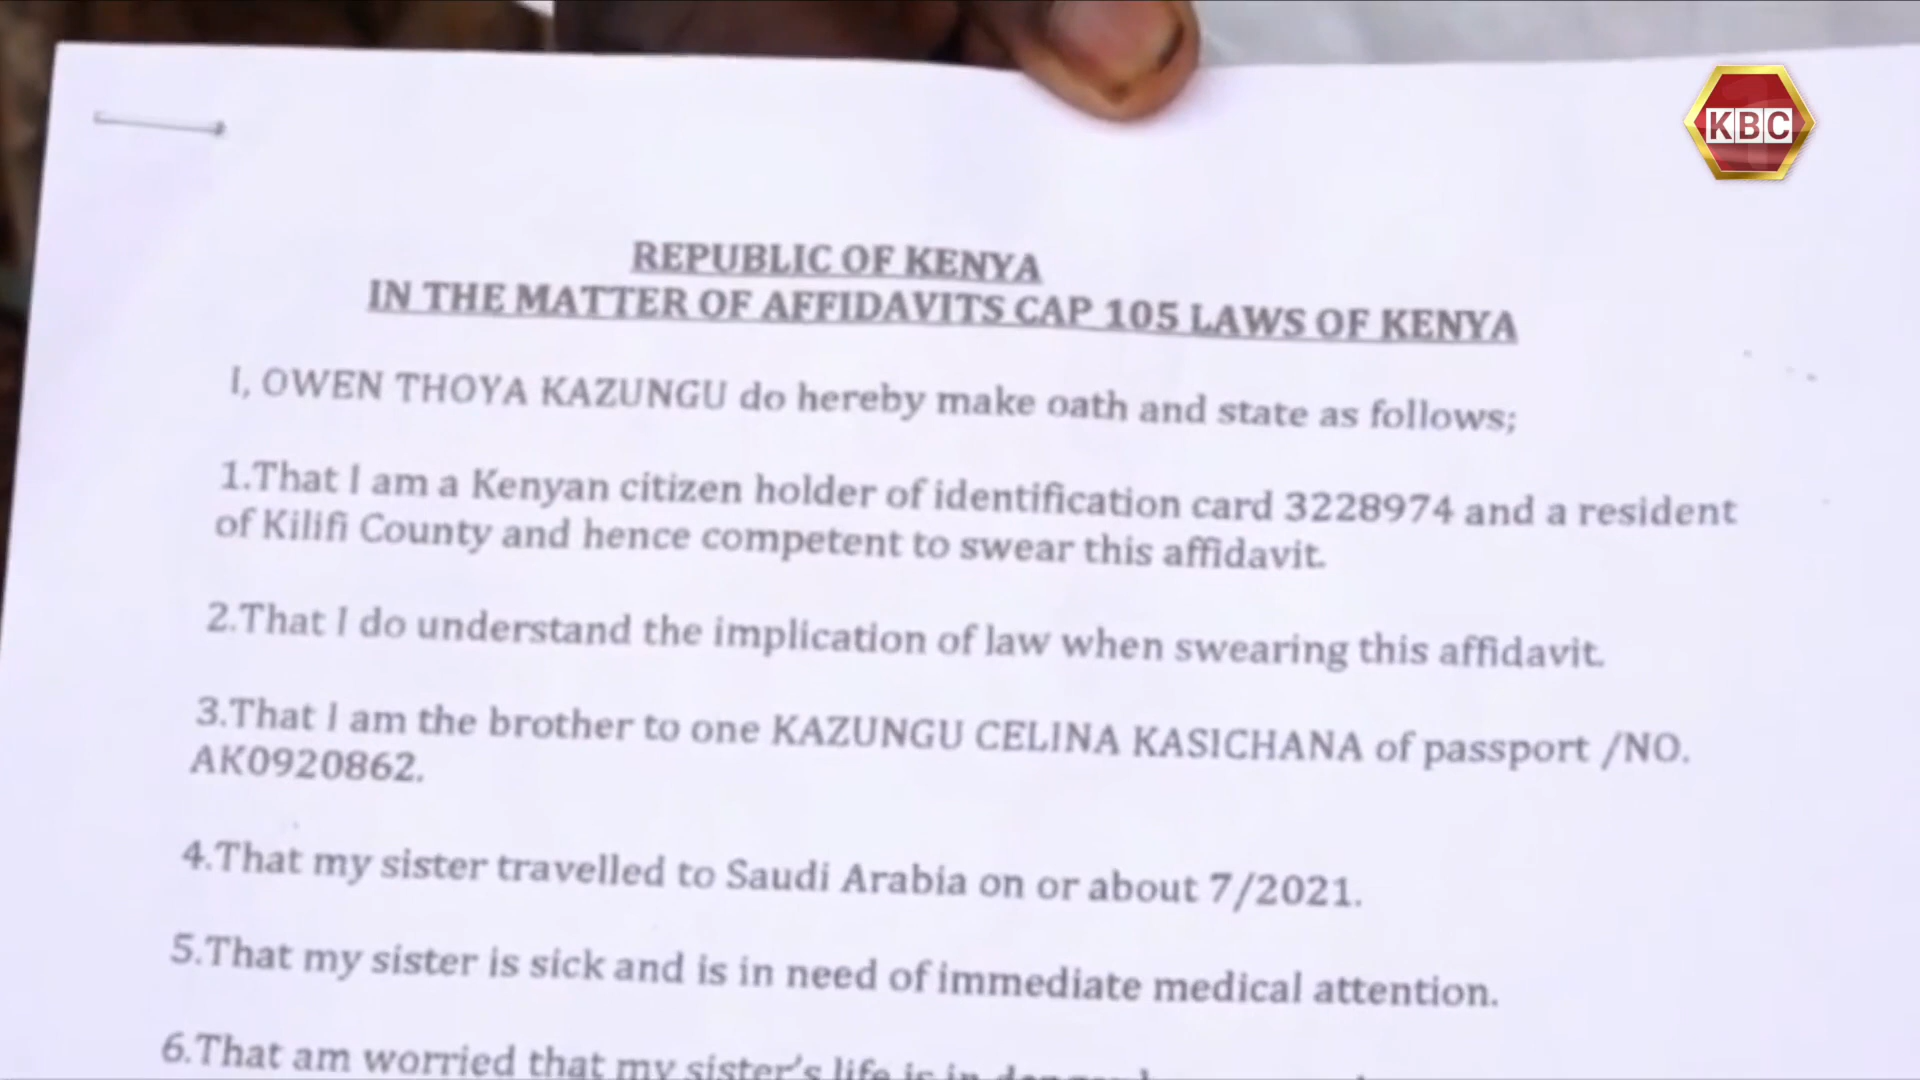 KBC
REPUBLIC OF KENYA
IN THE MATTER OF AFFIDAVITS CAP 105 LAWS OF KENYA
I, OWEN THOYA KAZUNGU do hereby make oath and state as follows;
1.That I am a Kenyan citizen holder of identification card 3228974 and a resident
of Kilifi County and hence competent to swear this affidavit.
2.That I do understand the implication of law when swearing this affidavit.
3.That I am the brother to one KAZUNGU CELINA KASICHANA of passport /NO.
AK0920862.
4.That my sister travelled to Saudi Arabia on or about 7/2021.
5.That my sister is sick and is in need of immediate medical attention.
6.That am worried that my sister's life is in